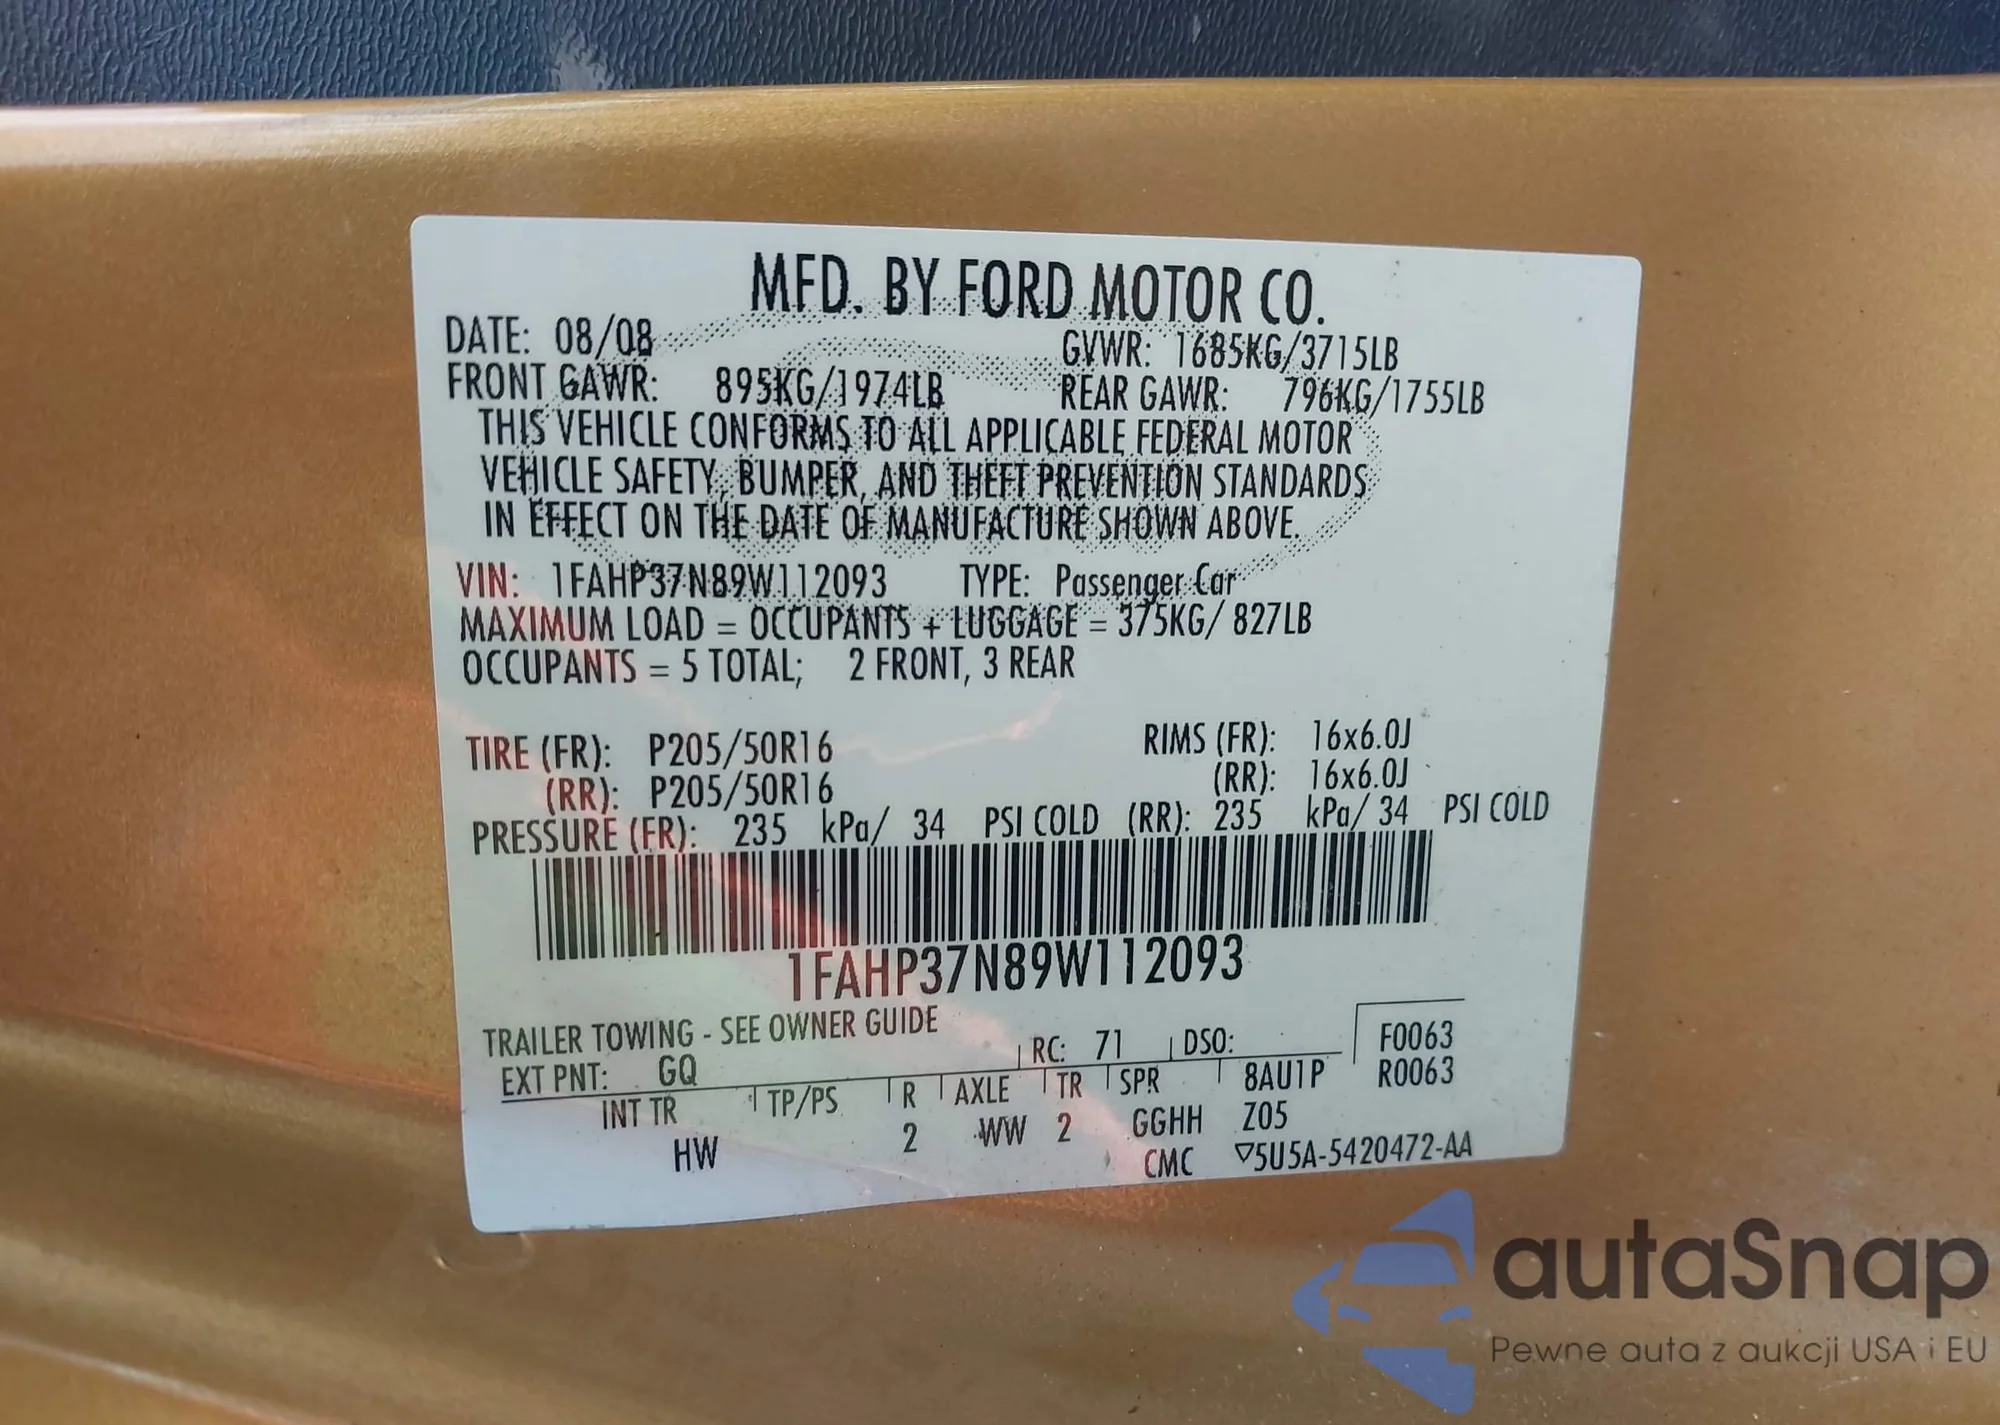 MFD. BY FORD MOTOR CO.
DATE: 08/08 GVWR: 1685KG/3715LB
FRONT GAWR: 895KG/1974LB REAR GAWR: 796KG/1755LB
THIS VEHICLE CONFORMS TO ALL APPLICABLE FEDERAL MOTOR
VEHICLE SAFETY, BUMPER, AND THEFT PREVENTION STANDARDS
IN EFFECT ON THE DATE OF MANUFACTURE SHOWN ABOVE.
VIN: 1FAHP37N89W112093 TYPE: Passenger Car
MAXIMUM LOAD = OCCUPANTS + LUGGAGE = 375KG/ 827LB
OCCUPANTS = 5 TOTAL; 2 FRONT, 3 REAR
TIRE (FR): P205/50R16 RIMS (FR): 16x6.0J
(RR): P205/50R16 (RR): 16x6.0J
PRESSURE (FR): 235 kPa/ 34 PSI COLD (RR): 235 kPa/ 34 PSI COLD
1FAHP37N89W112093
TRAILER TOWING - SEE OWNER GUIDE
EXT PNT: GQ RC: 71 DSO: F0063
INT TR TP/PS R AXLE TR SPR 8AU1P R0063
HW 2 WW 2 GGHH Z05
CMC ▽5U5A-5420472-AA
autaSnap
Pewne auta z aukcji USA i EU